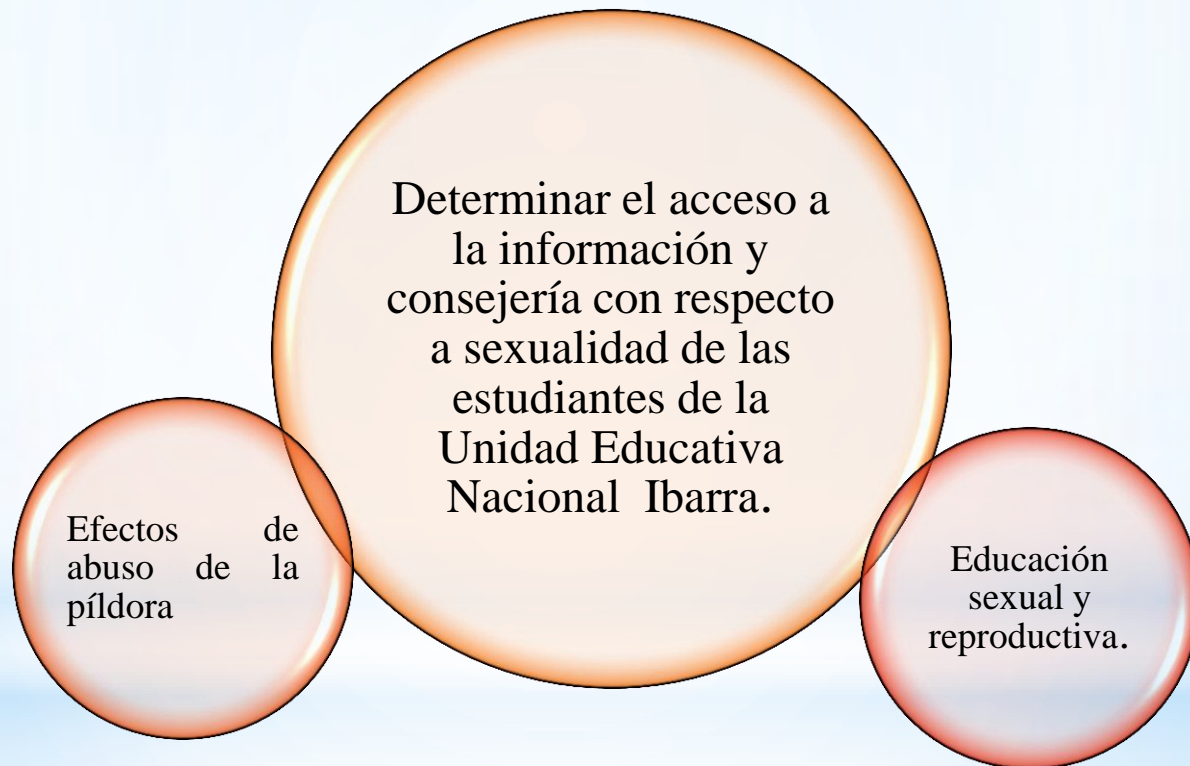 Determinar el acceso a
la información y
consejería con respecto
a sexualidad de las
estudiantes de la
Unidad Educativa
Nacional Ibarra.
Efectos de
abuso de la
píldora
Educación
sexual y
reproductiva.